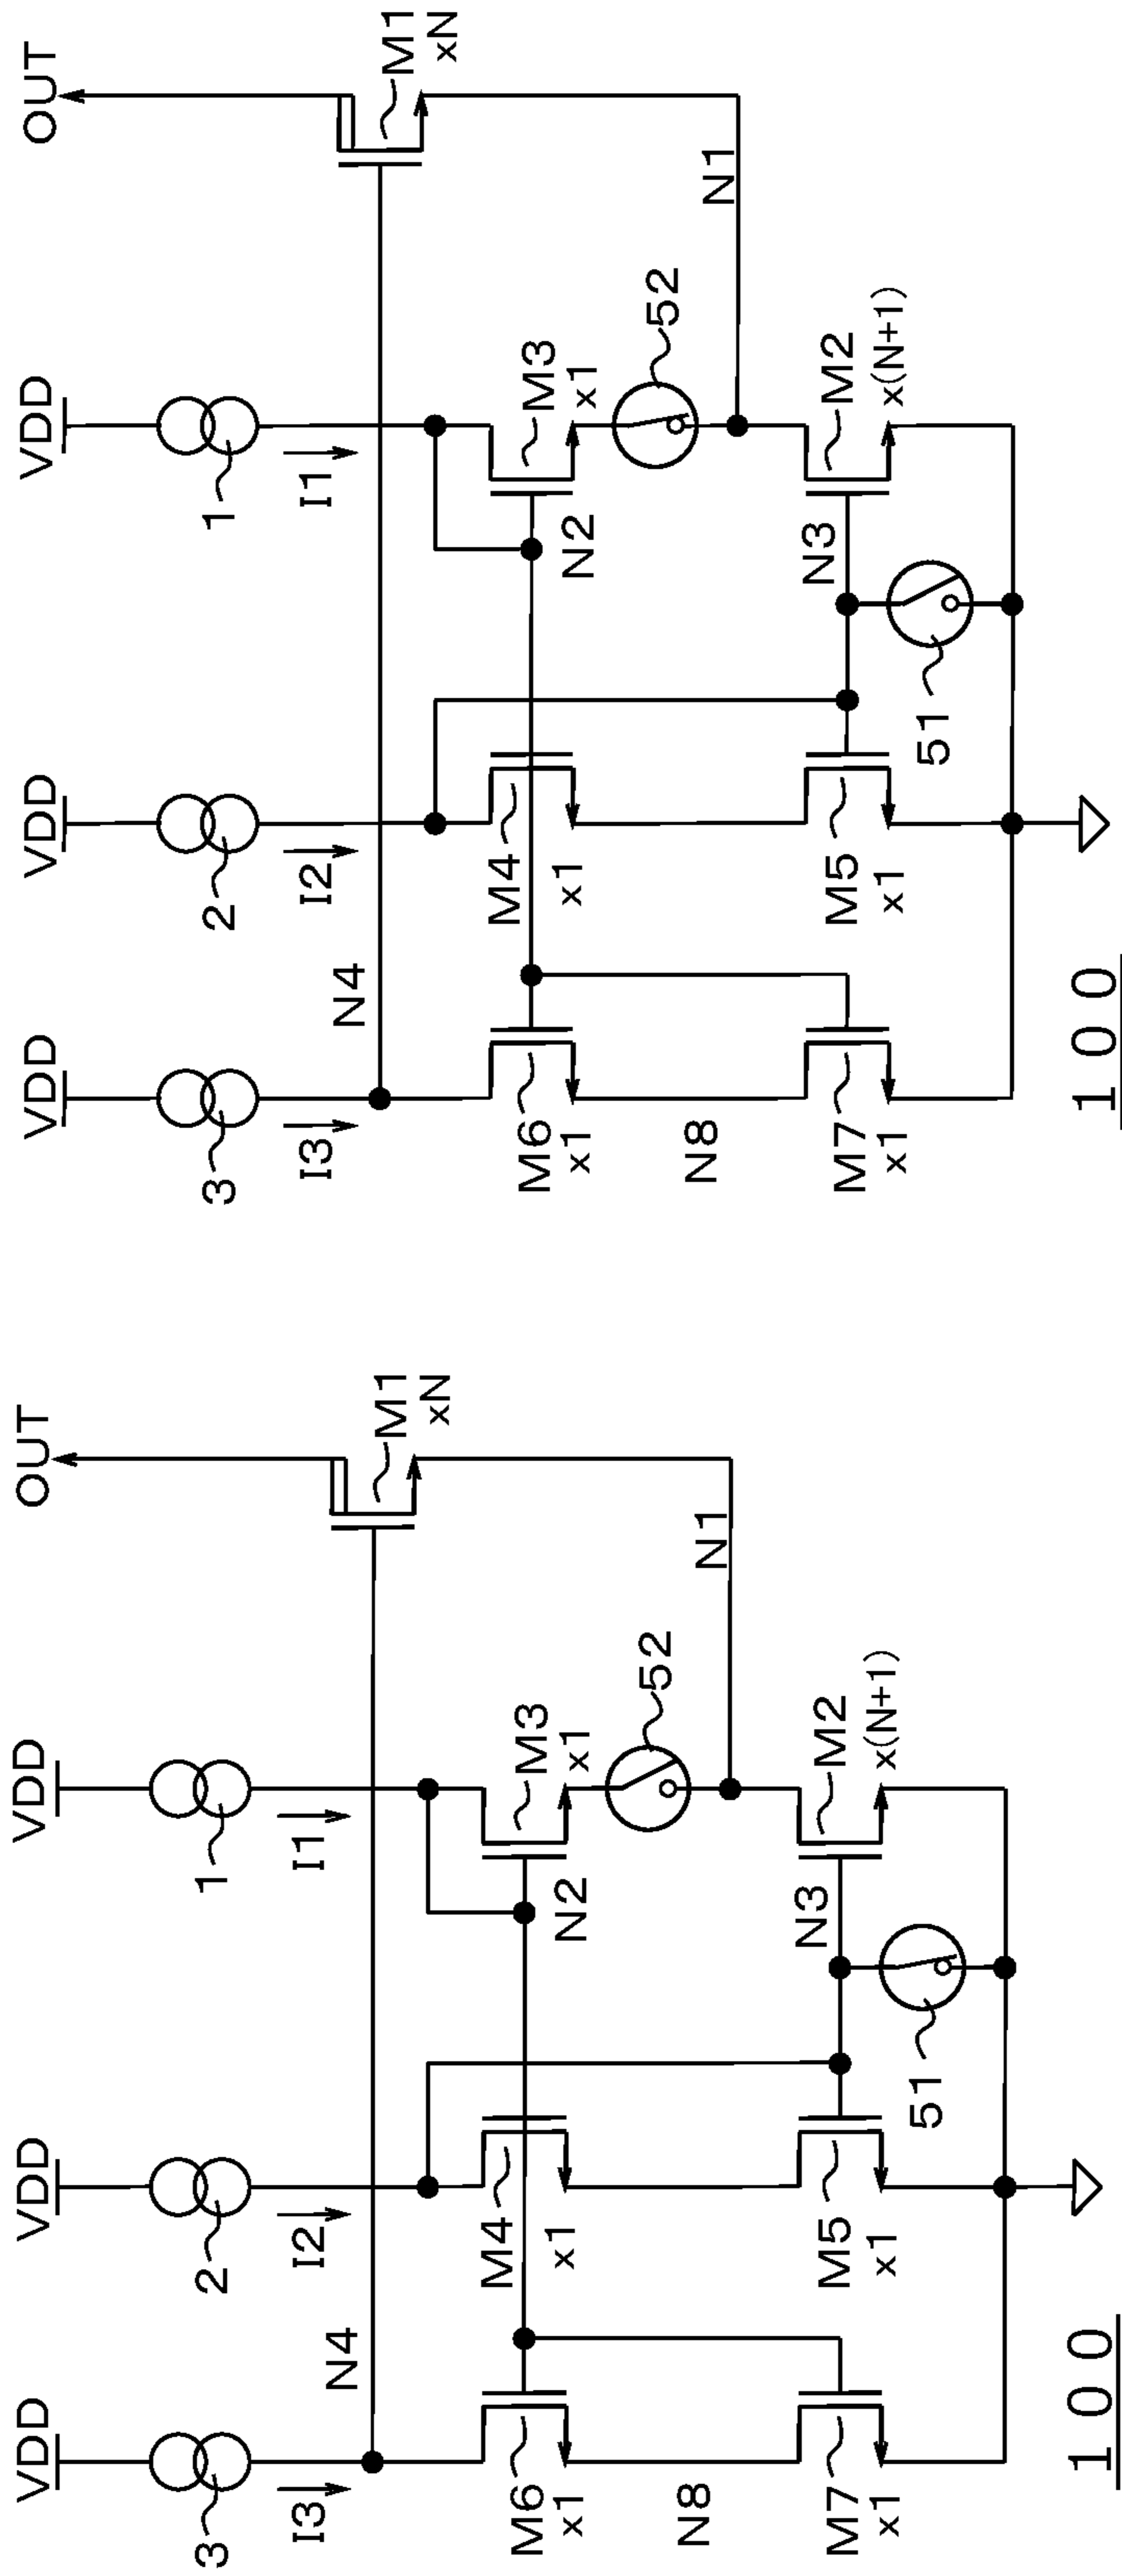 VDD
VDD
VDD
OUT
3
2
1
I3
I2
I1
N4
M1
xN
M6
x1
M4
x1
N2
M3
x1
52
N8
N1
M7
x1
M5
x1
N3
M2
x(N+1)
51
100
VDD
VDD
VDD
OUT
3
2
1
I3
I2
I1
N4
M1
xN
M6
x1
M4
x1
N2
M3
x1
52
N8
N1
M7
x1
M5
x1
N3
M2
x(N+1)
51
100